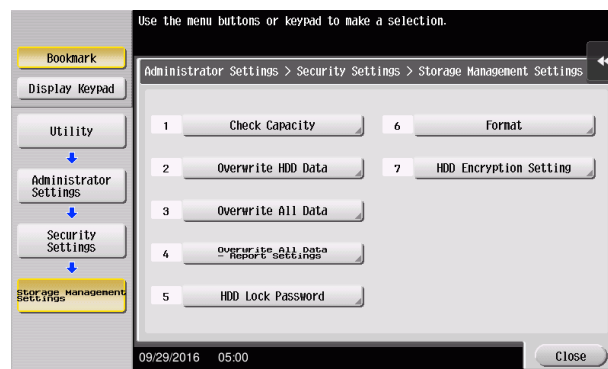 Use the menu buttons or keypad to make a selection.
Bookmark
Display Keypad
Administrator Settings > Security Settings > Storage Management Settings
Utility
Administrator
Settings
Security
Settings
Storage Management
Settings
1 Check Capacity
2 Overwrite HDD Data
3 Overwrite All Data
4 Overwrite All Data
- Report Settings
5 HDD Lock Password
6 Format
7 HDD Encryption Setting
09/29/2016 05:00
Close